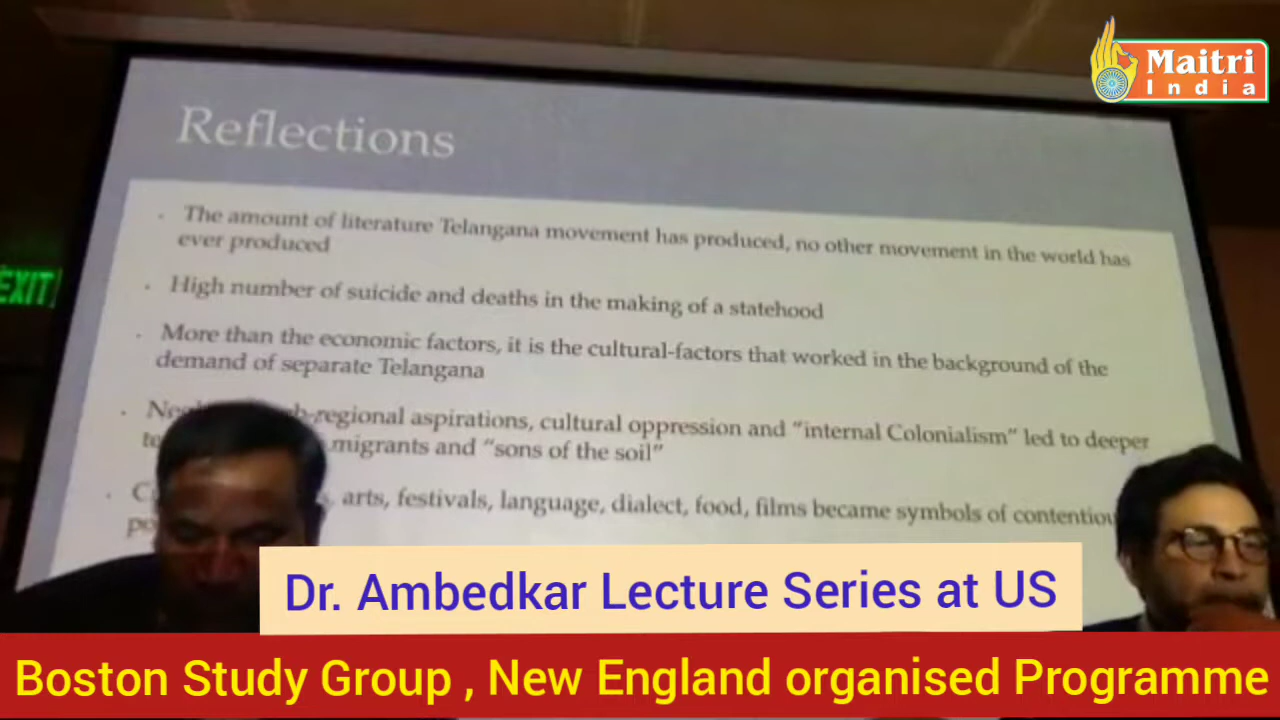 Maitri
India
Reflections
The amount of literature Telangana movement has produced, no other movement in the world has
ever produced
High number of suicide and deaths in the making of a statehood
More than the economic factors, it is the cultural-factors that worked in the background of the
demand of separate Telangana
-regional aspirations, cultural oppression and "internal Colonialism" led to deeper
migrants and "sons of the soil"
arts, festivals, language, dialect, food, films became symbols of
EXIT
Dr. Ambedkar Lecture Series at US
Boston Study Group , New England organised Programme